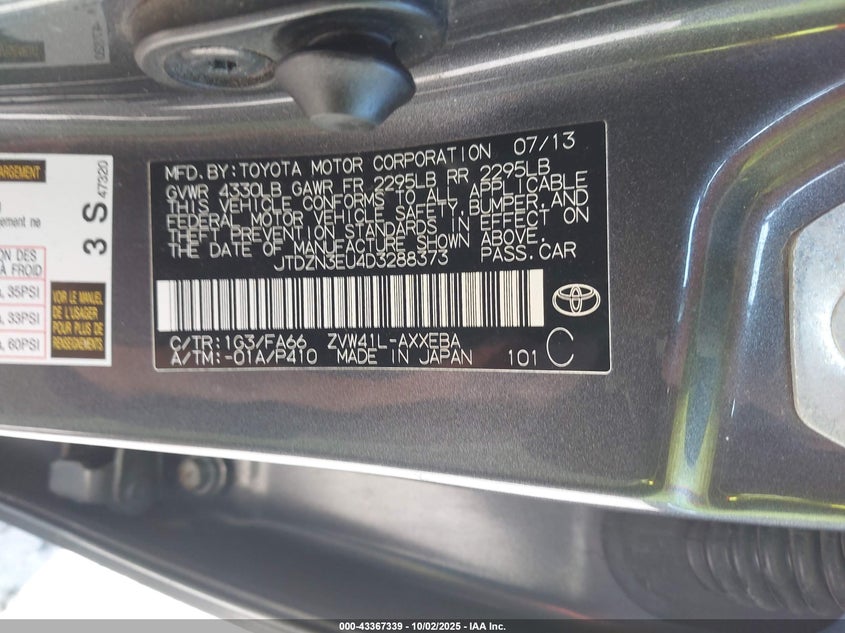 MFD.BY:TOYOTA MOTOR CORPORATION 07/13
GVWR 4330LB GAWR FR 2295LB RR 2295LB
THIS VEHICLE CONFORMS TO ALL APPLICABLE
FEDERAL MOTOR VEHICLE SAFETY,BUMPER,AND
THEFT PREVENTION STANDARDS IN EFFECT ON
THE DATE OF MANUFACTURE SHOWN ABOVE.
JTDZN3EU4D3288373 PASS.CAR
C/TR:1G3/FA66 ZVW41L-AXXEBA
A/TM:-01A/P410 MADE IN JAPAN 101 C
3 S 47320
35PSI
33PSI
60PSI
VOIR LE MANUEL
DE L'USAGER
POUR PLUS DE
RENSEIGNEMENTS
À FROID
000-43367339 - 10/02/2025 - IAA Inc.